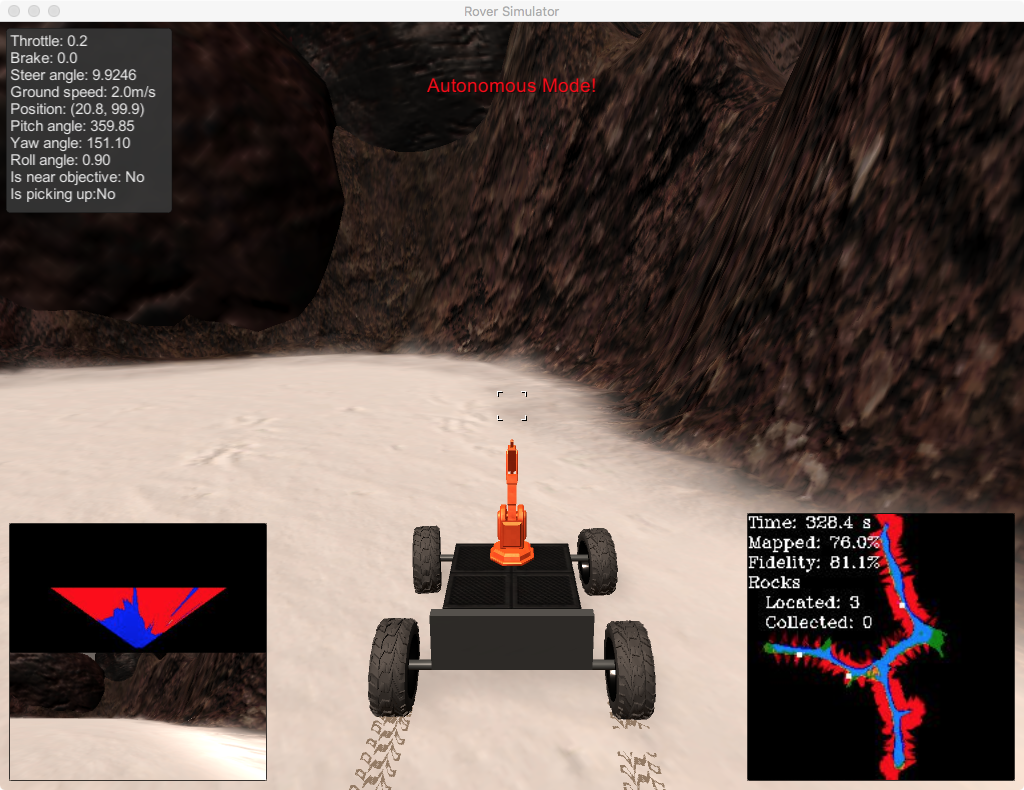 Rover Simulator
Throttle: 0.2
Brake: 0.0
Steer angle: 9.9246
Ground speed: 2.0m/s
Position: (20.8, 99.9)
Pitch angle: 359.85
Yaw angle: 151.10
Roll angle: 0.90
Is near objective: No
Is picking up:No
Autonomous Mode!
Time: 328.4 s
Mapped: 76.0%
Fidelity: 81.1%
Rocks
Located: 3
Collected: 0